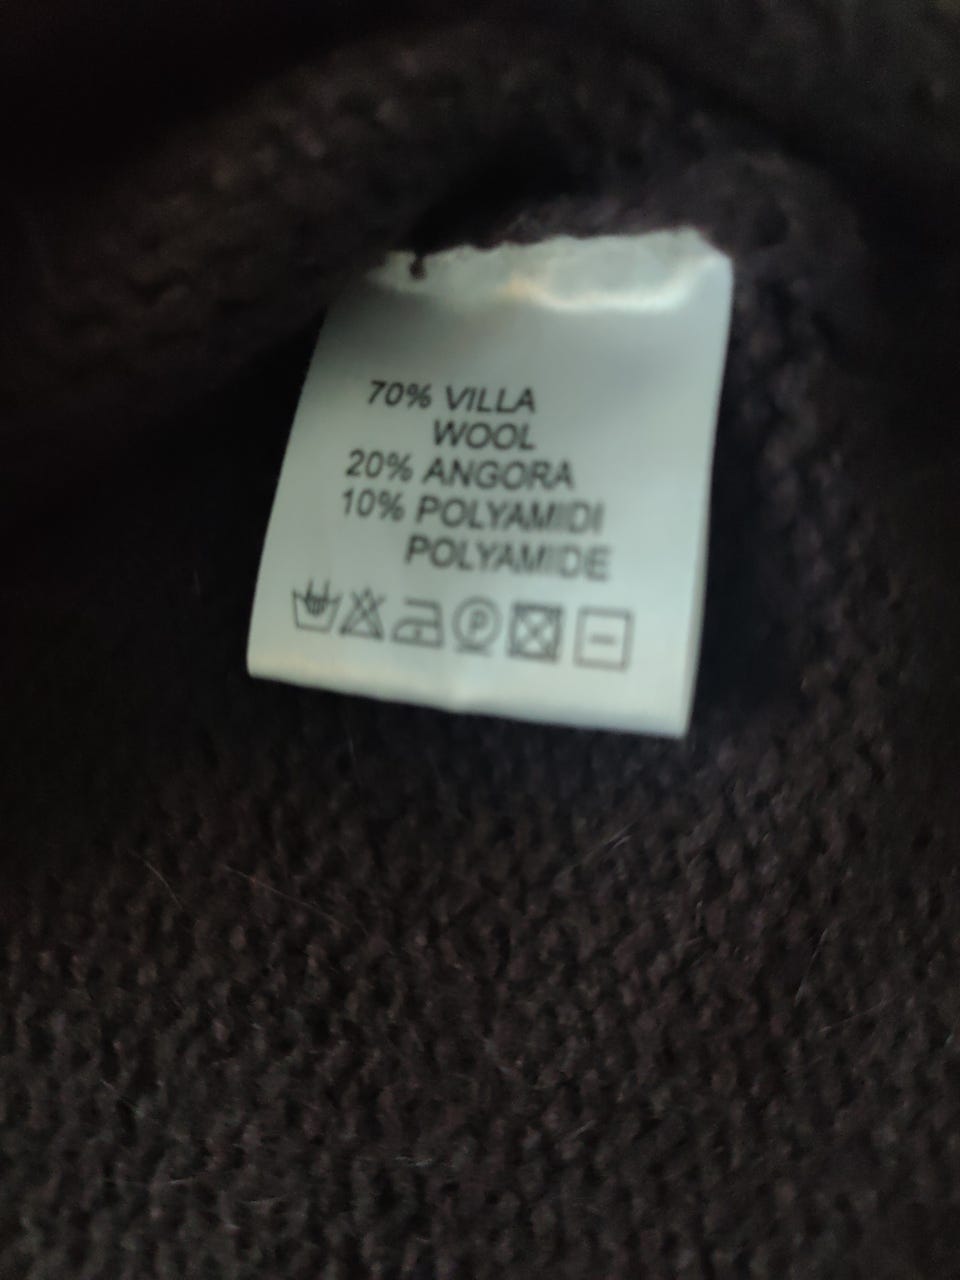 70% VILLA
WOOL
20% ANGORA
10% POLYAMIDI
POLYAMIDE
P